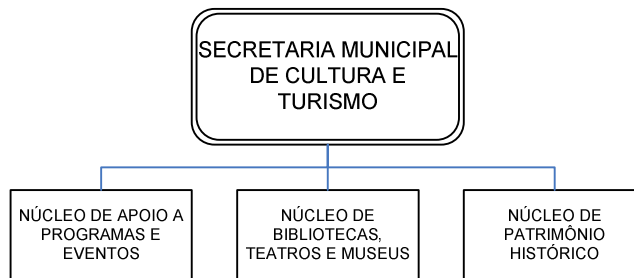 SECRETARIA MUNICIPAL
DE CULTURA E
TURISMO
NÚCLEO DE APOIO A
PROGRAMAS E
EVENTOS
NÚCLEO DE
BIBLIOTECAS,
TEATROS E MUSEUS
NÚCLEO DE
PATRIMÔNIO
HISTÓRICO